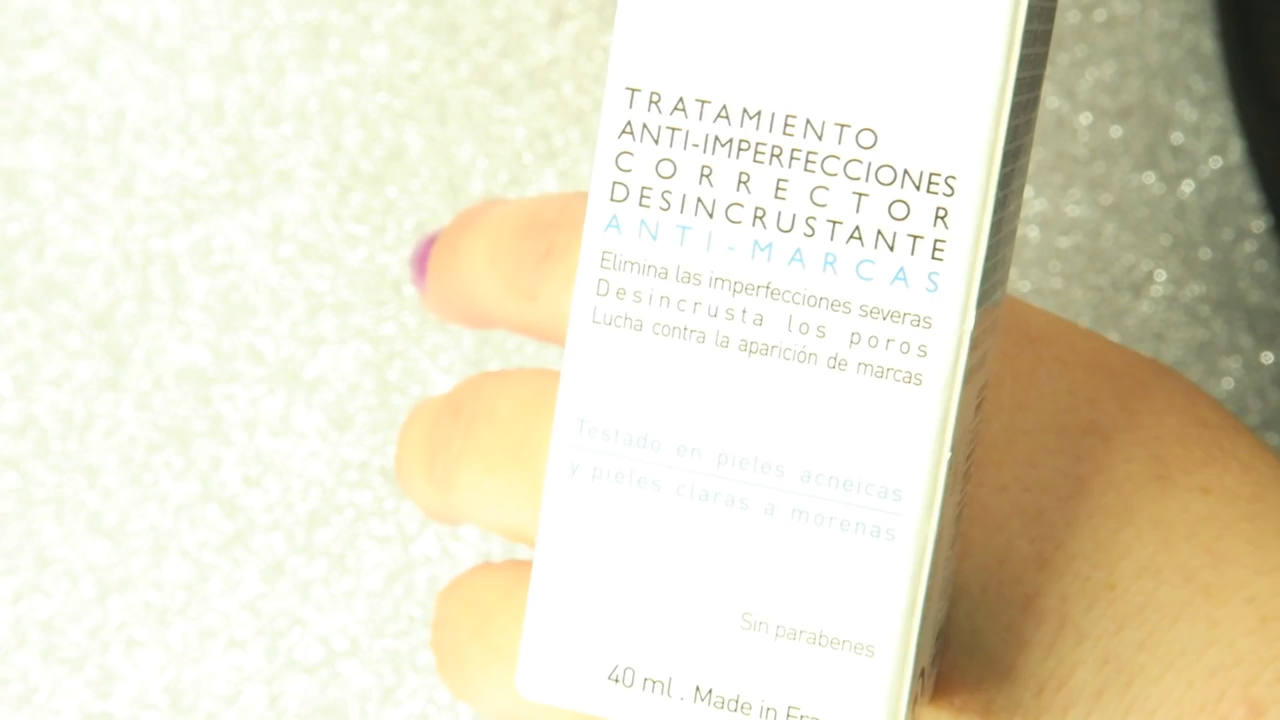 TRATAMIENTO
ANTI-IMPERFECCIONES
CORRECTOR
DESINCRUSTANTE
ANTI-MARCAS
Elimina las imperfecciones severas
Desincrusta los poros
Lucha contra la aparición de marcas
Testado en pieles acneicas
y pieles claras a morenas
Sin parabenes
40 ml . Made in